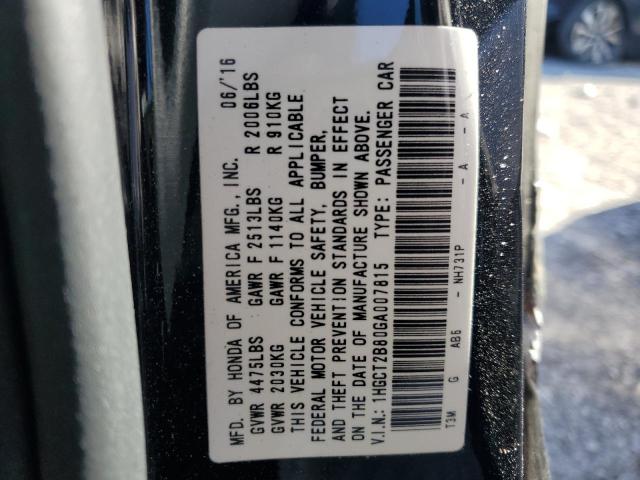 MFD. BY HONDA OF AMERICA MFG., INC. 06/'16
GVWR 4475LBS GAWR F 2513LBS R 2006LBS
GVWR 2030KG GAWR F 1140KG R 910KG
THIS VEHICLE CONFORMS TO ALL APPLICABLE
FEDERAL MOTOR VEHICLE SAFETY, BUMPER,
AND THEFT PREVENTION STANDARDS IN EFFECT
ON THE DATE OF MANUFACTURE SHOWN ABOVE.
V.I.N.: 1HGCT2B80GA007815 TYPE: PASSENGER CAR
T3M G AB6 - NH731P - A - A